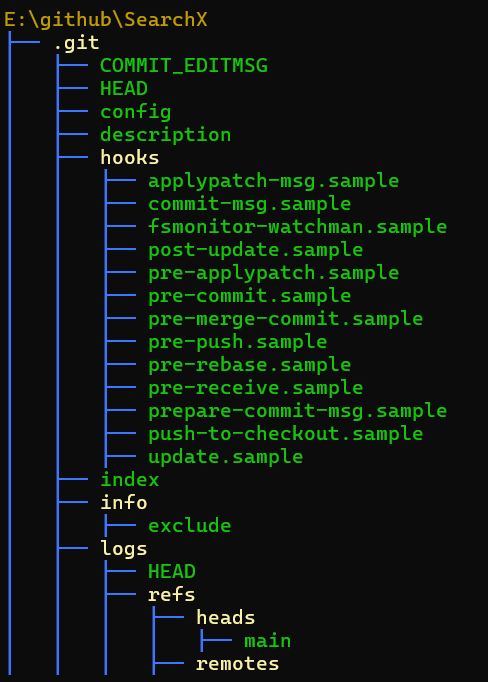 E:\github\SearchX
.git
COMMIT_EDITMSG
HEAD
config
description
hooks
applypatch-msg.sample
commit-msg.sample
fsmonitor-watchman.sample
post-update.sample
pre-applypatch.sample
pre-commit.sample
pre-merge-commit.sample
pre-push.sample
pre-rebase.sample
pre-receive.sample
prepare-commit-msg.sample
push-to-checkout.sample
update.sample
index
info
exclude
logs
HEAD
refs
heads
main
remotes